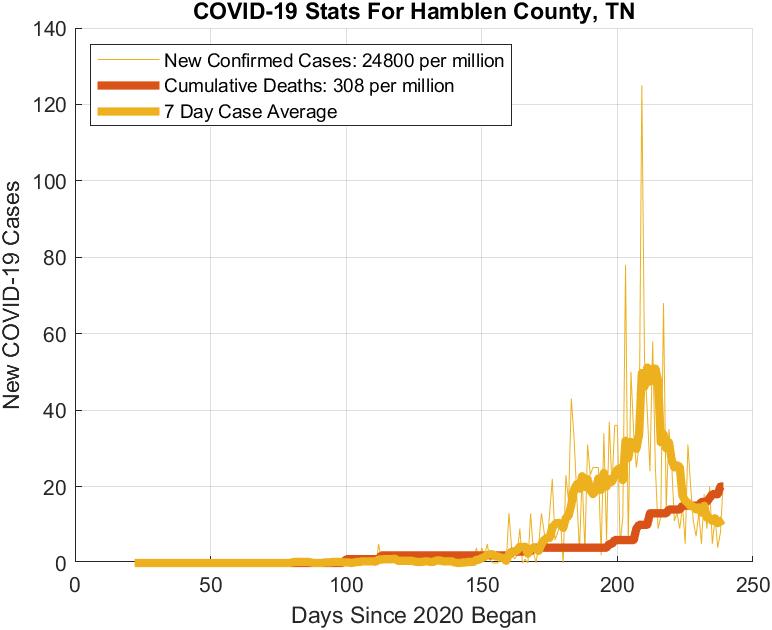 COVID-19 Stats For Hamblen County, TN
140
120
100
80
60
40
20
0
New Confirmed Cases: 24800 per million
Cumulative Deaths: 308 per million
7 Day Case Average
New COVID-19 Cases
0 50 100 150 200 250
Days Since 2020 Began